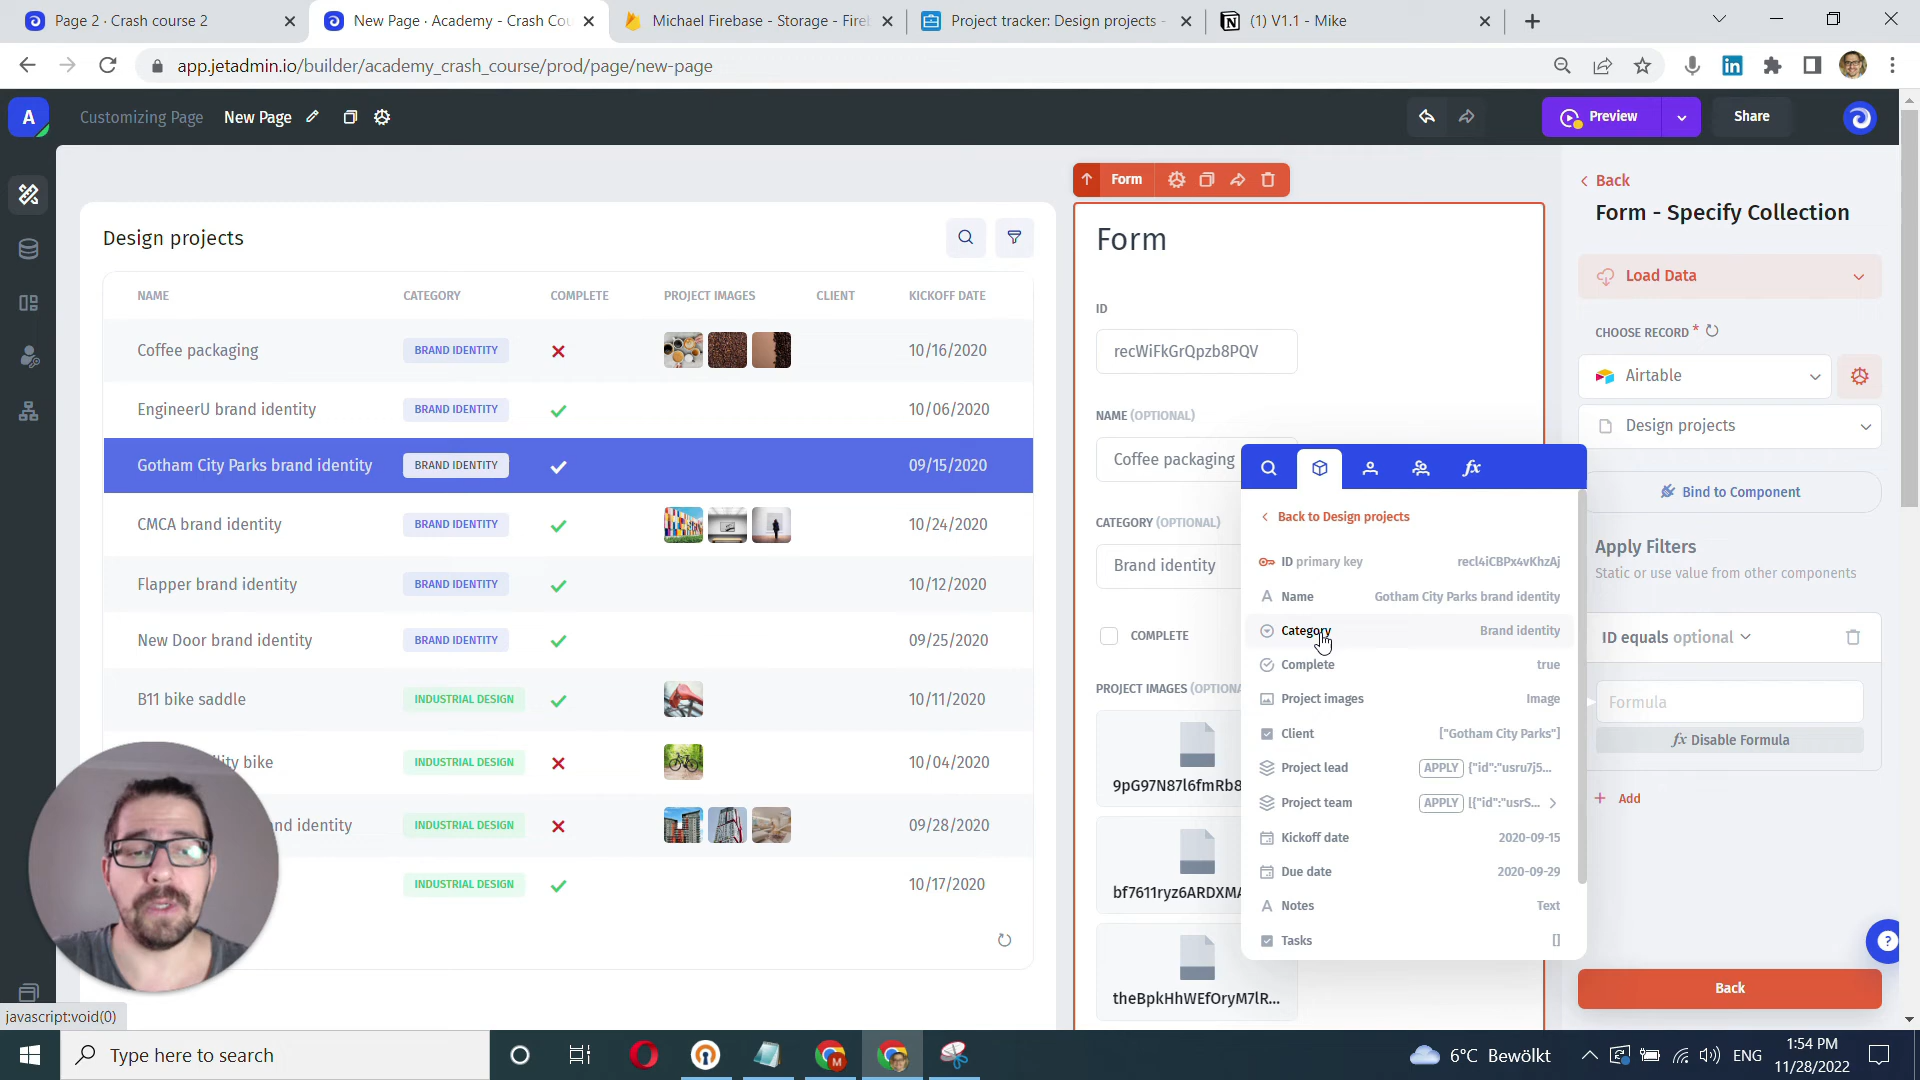 Page 2 · Crash course 2
New Page · Academy - Crash Cou
Michael Firebase - Storage - Fireb
Project tracker: Design projects -
(1) V1.1 - Mike
app.jetadmin.io/builder/academy_crash_course/prod/page/new-page
A
Customizing Page
New Page
Preview
Share
Form
Back
Form - Specify Collection
Design projects
Form
Load Data
NAME
CATEGORY
COMPLETE
PROJECT IMAGES
CLIENT
KICKOFF DATE
ID
recWiFkGrQpzb8PQV
CHOOSE RECORD *
Airtable
Design projects
Coffee packaging
BRAND IDENTITY
10/16/2020
EngineerU brand identity
BRAND IDENTITY
10/06/2020
NAME (OPTIONAL)
Coffee packaging
Gotham City Parks brand identity
BRAND IDENTITY
09/15/2020
fx
Bind to Component
CMCA brand identity
BRAND IDENTITY
10/24/2020
CATEGORY (OPTIONAL)
Brand identity
Back to Design projects
Apply Filters
Static or use value from other components
ID primary key
recl4iCBPx4vKhzAj
Name
Gotham City Parks brand identity
Category
Brand identity
Complete
true
Project images
Image
Client
["Gotham City Parks"]
Project lead
APPLY
{"id":"usru7j5...
Project team
APPLY
[{"id":"usrS...
Kickoff date
2020-09-15
Due date
2020-09-29
Notes
Text
Tasks
[]
Flapper brand identity
BRAND IDENTITY
10/12/2020
New Door brand identity
BRAND IDENTITY
09/25/2020
COMPLETE
ID equals optional
B11 bike saddle
INDUSTRIAL DESIGN
10/11/2020
PROJECT IMAGES (OPTIONA
Formula
fx Disable Formula
ity bike
INDUSTRIAL DESIGN
10/04/2020
9pG97N87l6fmRb8
Add
nd identity
INDUSTRIAL DESIGN
09/28/2020
INDUSTRIAL DESIGN
10/17/2020
bf7611ryz6ARDXMA
theBpkHhWEfOryM7lR...
Back
?
javascript:void(0)
Type here to search
M
6°C Bewölkt
ENG
1:54 PM
11/28/2022